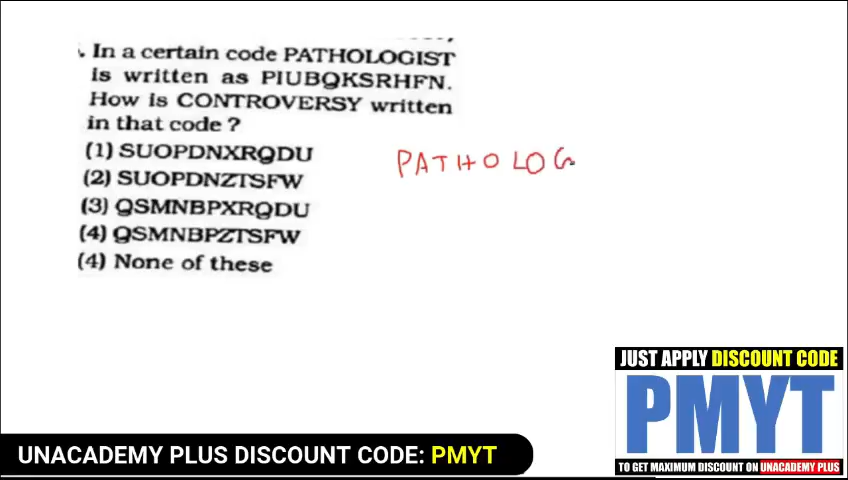 . In a certain code PATHOLOGIST
is written as PIUBQKSRHFN.
How is CONTROVERSY written
in that code ?
(1) SUOPDNXRQDU
(2) SUOPDNZTSFW
(3) QSMNBPXRQDU
(4) QSMNBPZTSFW
(4) None of these
PATHOLOG
JUST APPLY DISCOUNT CODE
PMYT
TO GET MAXIMUM DISCOUNT ON UNACADEMY PLUS
UNACADEMY PLUS DISCOUNT CODE: PMYT